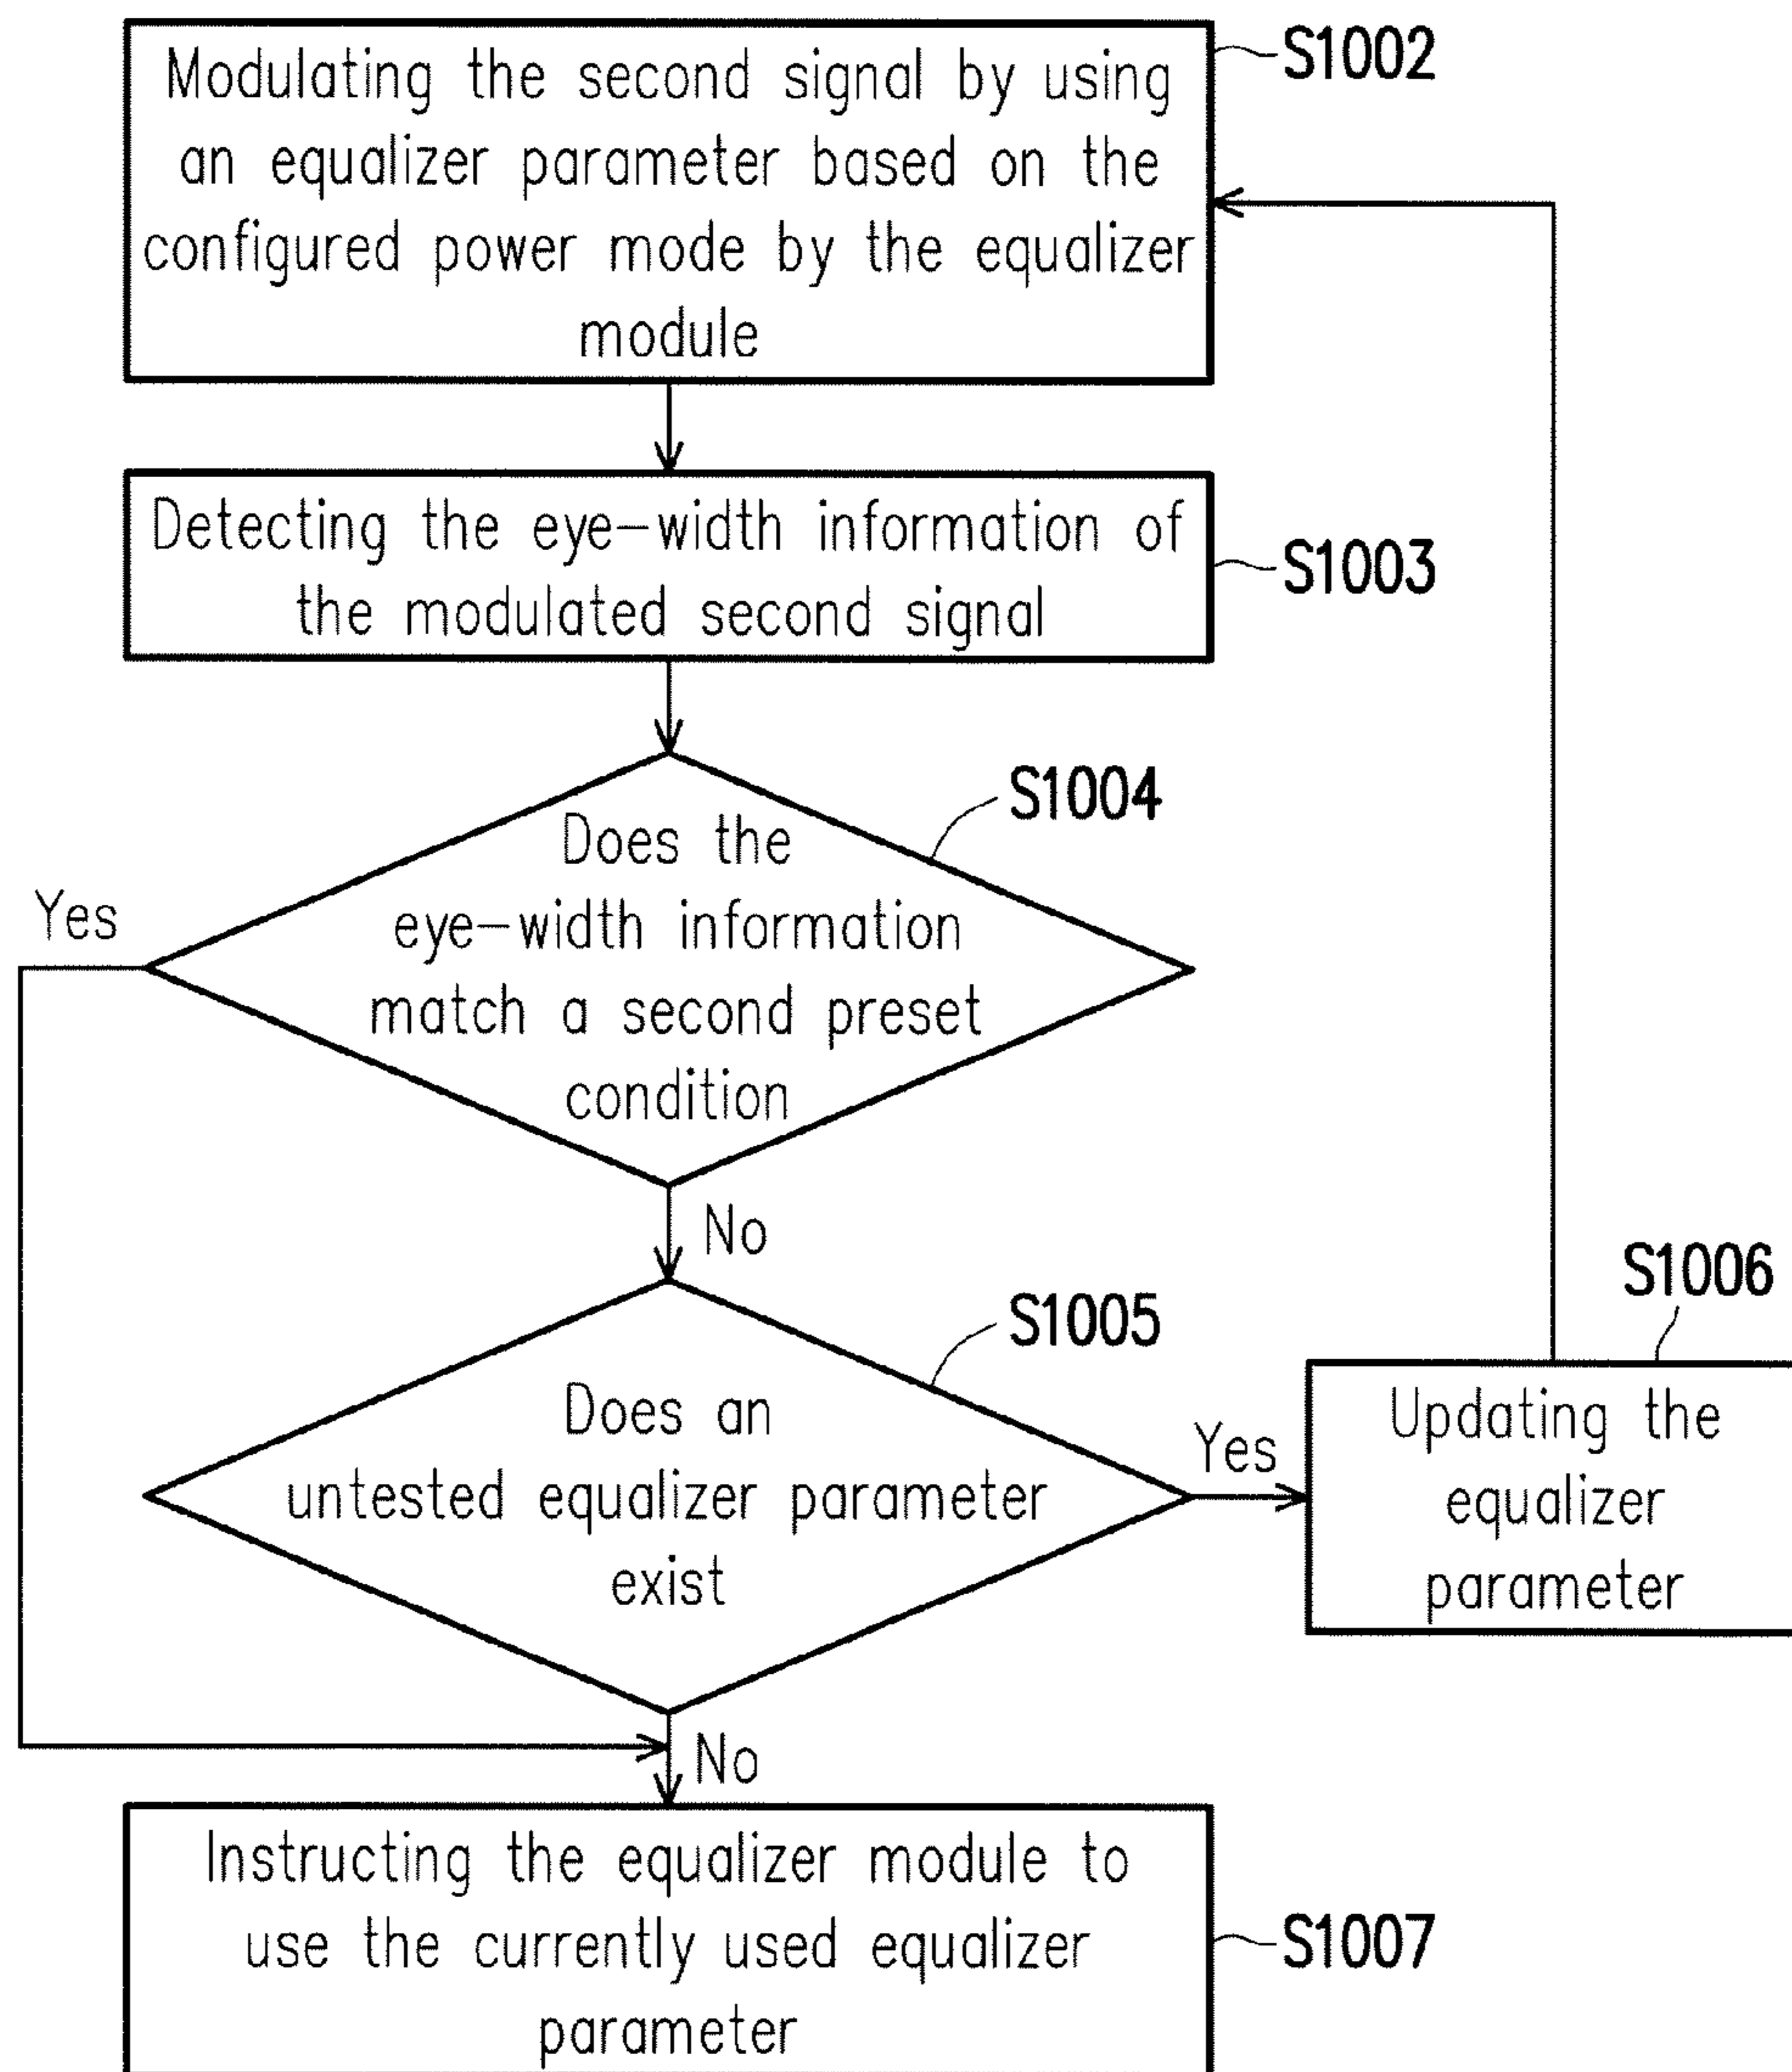 Modulating the second signal by using
an equalizer parameter based on the
configured power mode by the equalizer
module
S1002
Detecting the eye-width information of
the modulated second signal
S1003
Does the
eye-width information
match a second preset
condition
S1004
Yes
No
Does an
untested equalizer parameter
exist
S1005
Yes
Updating the
equalizer
parameter
S1006
No
Instructing the equalizer module to
use the currently used equalizer
parameter
S1007